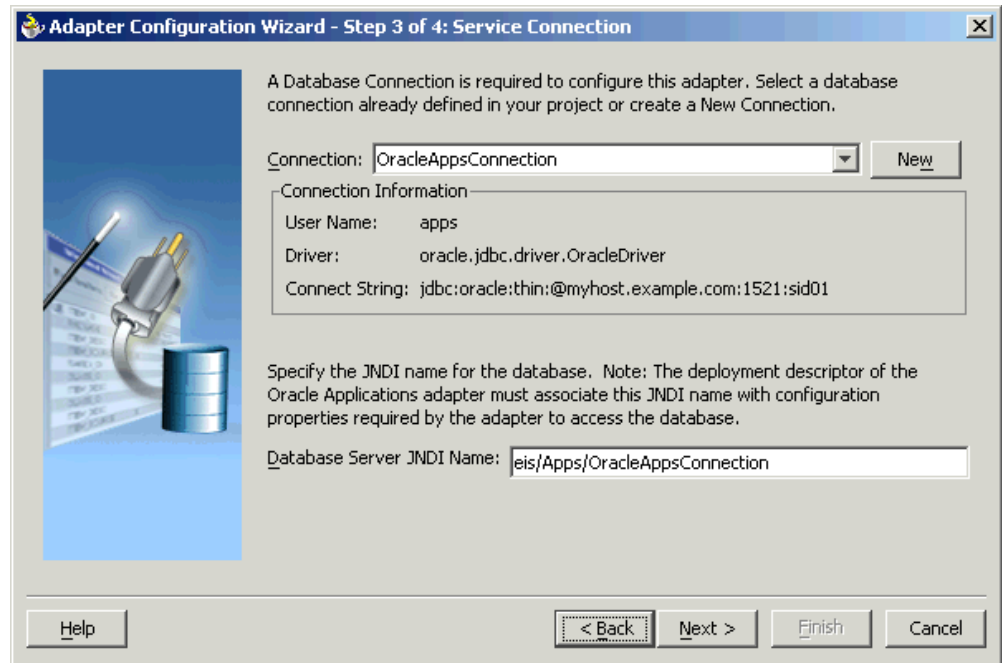 Adapter Configuration Wizard - Step 3 of 4: Service Connection
A Database Connection is required to configure this adapter. Select a database
connection already defined in your project or create a New Connection.
Connection: OracleAppsConnection New
Connection Information
User Name: apps
Driver: oracle.jdbc.driver.OracleDriver
Connect String: jdbc:oracle:thin:@myhost.example.com:1521:sid01
Specify the JNDI name for the database. Note: The deployment descriptor of the
Oracle Applications adapter must associate this JNDI name with configuration
properties required by the adapter to access the database.
Database Server JNDI Name: eis/Apps/OracleAppsConnection
Help < Back Next > Finish Cancel